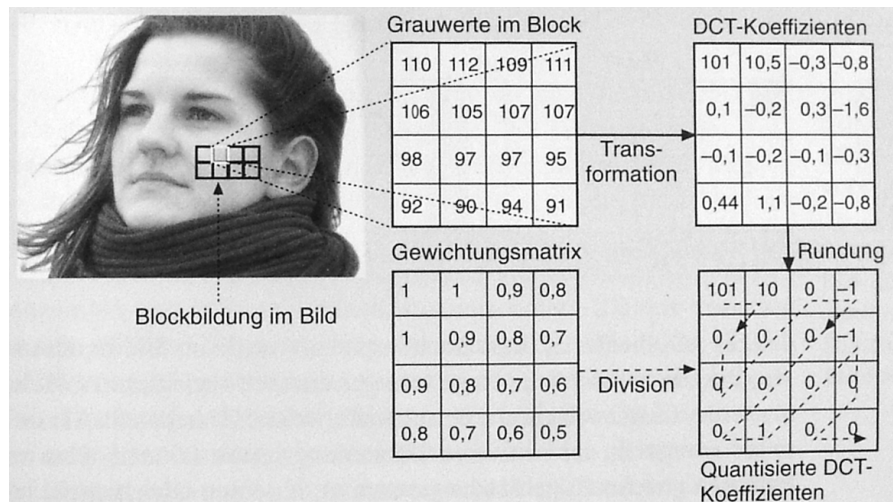 Grauwerte im Block
110 112 109 111
106 105 107 107
98 97 97 95
92 90 94 91
Trans-
formation
DCT-Koeffizienten
101 10,5 –0,3 –0,8
0,1 –0,2 0,3 –1,6
–0,1 –0,2 –0,1 –0,3
0,44 1,1 –0,2 –0,8
Blockbildung im Bild
Gewichtungsmatrix
1 1 0,9 0,8
1 0,9 0,8 0,7
0,9 0,8 0,7 0,6
0,8 0,7 0,6 0,5
Division
Rundung
101 10 0 –1
0 0 0 –1
0 0 0 0
0 1 0 0
Quantisierte DCT-
Koeffizienten